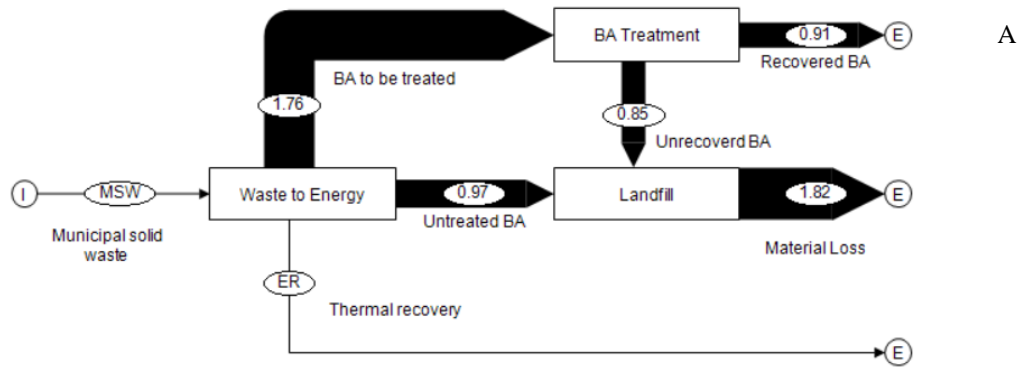 BA Treatment
0.91
E
A
Recovered BA
BA to be treated
1.76
0.85
Unrecoverd BA
I
MSW
Waste to Energy
0.97
Landfill
1.82
E
Untreated BA
Municipal solid
waste
Material Loss
ER
Thermal recovery
E